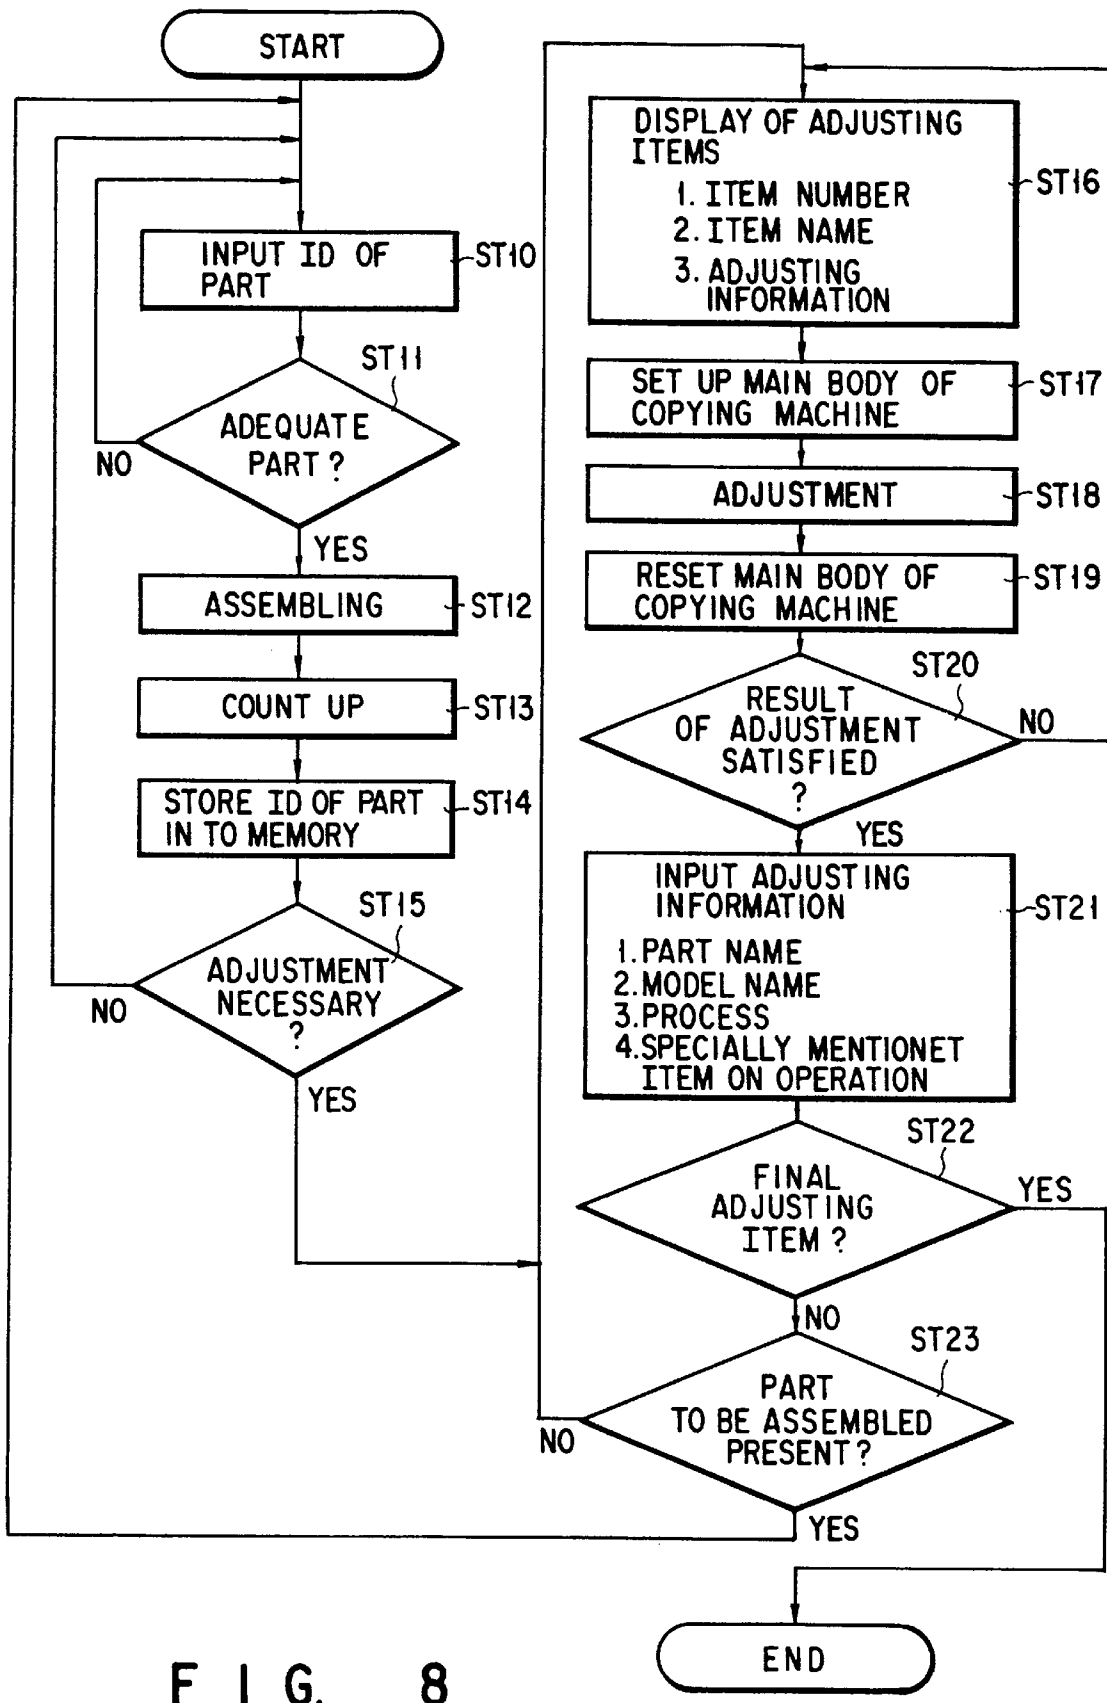 START
INPUT ID OF
PART
ST10
ST11
ADEQUATE
PART?
NO
YES
ASSEMBLING
ST12
COUNT UP
ST13
STORE ID OF PART
IN TO MEMORY
ST14
ST15
ADJUSTMENT
NECESSARY
?
NO
YES
DISPLAY OF ADJUSTING
ITEMS
1. ITEM NUMBER
2. ITEM NAME
3. ADJUSTING
INFORMATION
ST16
SET UP MAIN BODY OF
COPYING MACHINE
ST17
ADJUSTMENT
ST18
RESET MAIN BODY OF
COPYING MACHINE
ST19
ST20
RESULT
OF ADJUSTMENT
SATISFIED
?
NO
YES
INPUT ADJUSTING
INFORMATION
1. PART NAME
2. MODEL NAME
3. PROCESS
4. SPECIALLY MENTIONET
ITEM ON OPERATION
ST21
ST22
FINAL
ADJUSTING
ITEM?
YES
NO
ST23
PART
TO BE ASSEMBLED
PRESENT?
NO
YES
END
FIG. 8